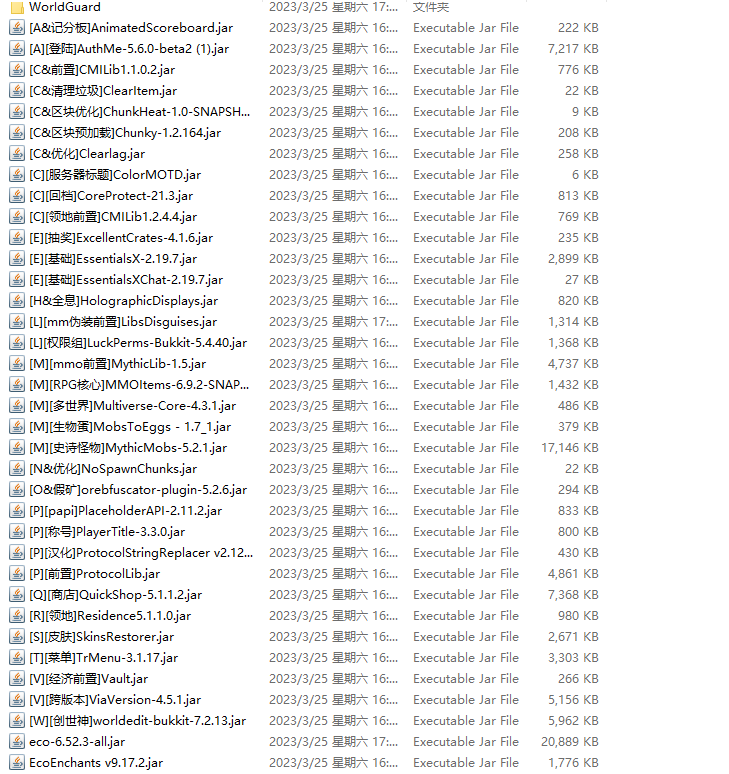 WorldGuard 2023/3/25 星期六 17:... 文件夹
[A&记分板]AnimatedScoreboard.jar 2023/3/25 星期六 16:... Executable Jar File 222 KB
[A][登陆]AuthMe-5.6.0-beta2 (1).jar 2023/3/25 星期六 16:... Executable Jar File 7,217 KB
[C&前置]CMILib1.1.0.2.jar 2023/3/25 星期六 16:... Executable Jar File 776 KB
[C&清理垃圾]ClearItem.jar 2023/3/25 星期六 16:... Executable Jar File 22 KB
[C&区块优化]ChunkHeat-1.0-SNAPSH... 2023/3/25 星期六 16:... Executable Jar File 9 KB
[C&区块预加载]Chunky-1.2.164.jar 2023/3/25 星期六 16:... Executable Jar File 208 KB
[C&优化]Clearlag.jar 2023/3/25 星期六 16:... Executable Jar File 258 KB
[C][服务器标题]ColorMOTD.jar 2023/3/25 星期六 16:... Executable Jar File 6 KB
[C][回档]CoreProtect-21.3.jar 2023/3/25 星期六 16:... Executable Jar File 813 KB
[C][领地前置]CMILib1.2.4.4.jar 2023/3/25 星期六 16:... Executable Jar File 769 KB
[E][抽奖]ExcellentCrates-4.1.6.jar 2023/3/25 星期六 16:... Executable Jar File 235 KB
[E][基础]EssentialsX-2.19.7.jar 2023/3/25 星期六 16:... Executable Jar File 2,899 KB
[E][基础]EssentialsXChat-2.19.7.jar 2023/3/25 星期六 16:... Executable Jar File 27 KB
[H&全息]HolographicDisplays.jar 2023/3/25 星期六 16:... Executable Jar File 820 KB
[L][mm伪装前置]LibsDisguises.jar 2023/3/25 星期六 17:... Executable Jar File 1,314 KB
[L][权限组]LuckPerms-Bukkit-5.4.40.jar 2023/3/25 星期六 16:... Executable Jar File 1,368 KB
[M][mmo前置]MythicLib-1.5.jar 2023/3/25 星期六 16:... Executable Jar File 4,737 KB
[M][RPG核心]MMOItems-6.9.2-SNAP... 2023/3/25 星期六 16:... Executable Jar File 1,432 KB
[M][多世界]Multiverse-Core-4.3.1.jar 2023/3/25 星期六 16:... Executable Jar File 486 KB
[M][生物蛋]MobsToEggs - 1.7_1.jar 2023/3/25 星期六 16:... Executable Jar File 379 KB
[M][史诗怪物]MythicMobs-5.2.1.jar 2023/3/25 星期六 16:... Executable Jar File 17,146 KB
[N&优化]NoSpawnChunks.jar 2023/3/25 星期六 16:... Executable Jar File 22 KB
[O&假矿]orebfuscator-plugin-5.2.6.jar 2023/3/25 星期六 16:... Executable Jar File 294 KB
[P][papi]PlaceholderAPI-2.11.2.jar 2023/3/25 星期六 16:... Executable Jar File 833 KB
[P][称号]PlayerTitle-3.3.0.jar 2023/3/25 星期六 16:... Executable Jar File 800 KB
[P][汉化]ProtocolStringReplacer v2.12... 2023/3/25 星期六 16:... Executable Jar File 430 KB
[P][前置]ProtocolLib.jar 2023/3/25 星期六 16:... Executable Jar File 4,861 KB
[Q][商店]QuickShop-5.1.1.2.jar 2023/3/25 星期六 16:... Executable Jar File 7,368 KB
[R][领地]Residence5.1.1.0.jar 2023/3/25 星期六 16:... Executable Jar File 980 KB
[S][皮肤]SkinsRestorer.jar 2023/3/25 星期六 16:... Executable Jar File 2,671 KB
[T][菜单]TrMenu-3.1.17.jar 2023/3/25 星期六 16:... Executable Jar File 3,303 KB
[V][经济前置]Vault.jar 2023/3/25 星期六 16:... Executable Jar File 266 KB
[V][跨版本]ViaVersion-4.5.1.jar 2023/3/25 星期六 16:... Executable Jar File 5,156 KB
[W][创世神]worldedit-bukkit-7.2.13.jar 2023/3/25 星期六 16:... Executable Jar File 5,962 KB
eco-6.52.3-all.jar 2023/3/25 星期六 17:... Executable Jar File 20,889 KB
EcoEnchants v9.17.2.jar 2023/3/25 星期六 16:... Executable Jar File 1,776 KB